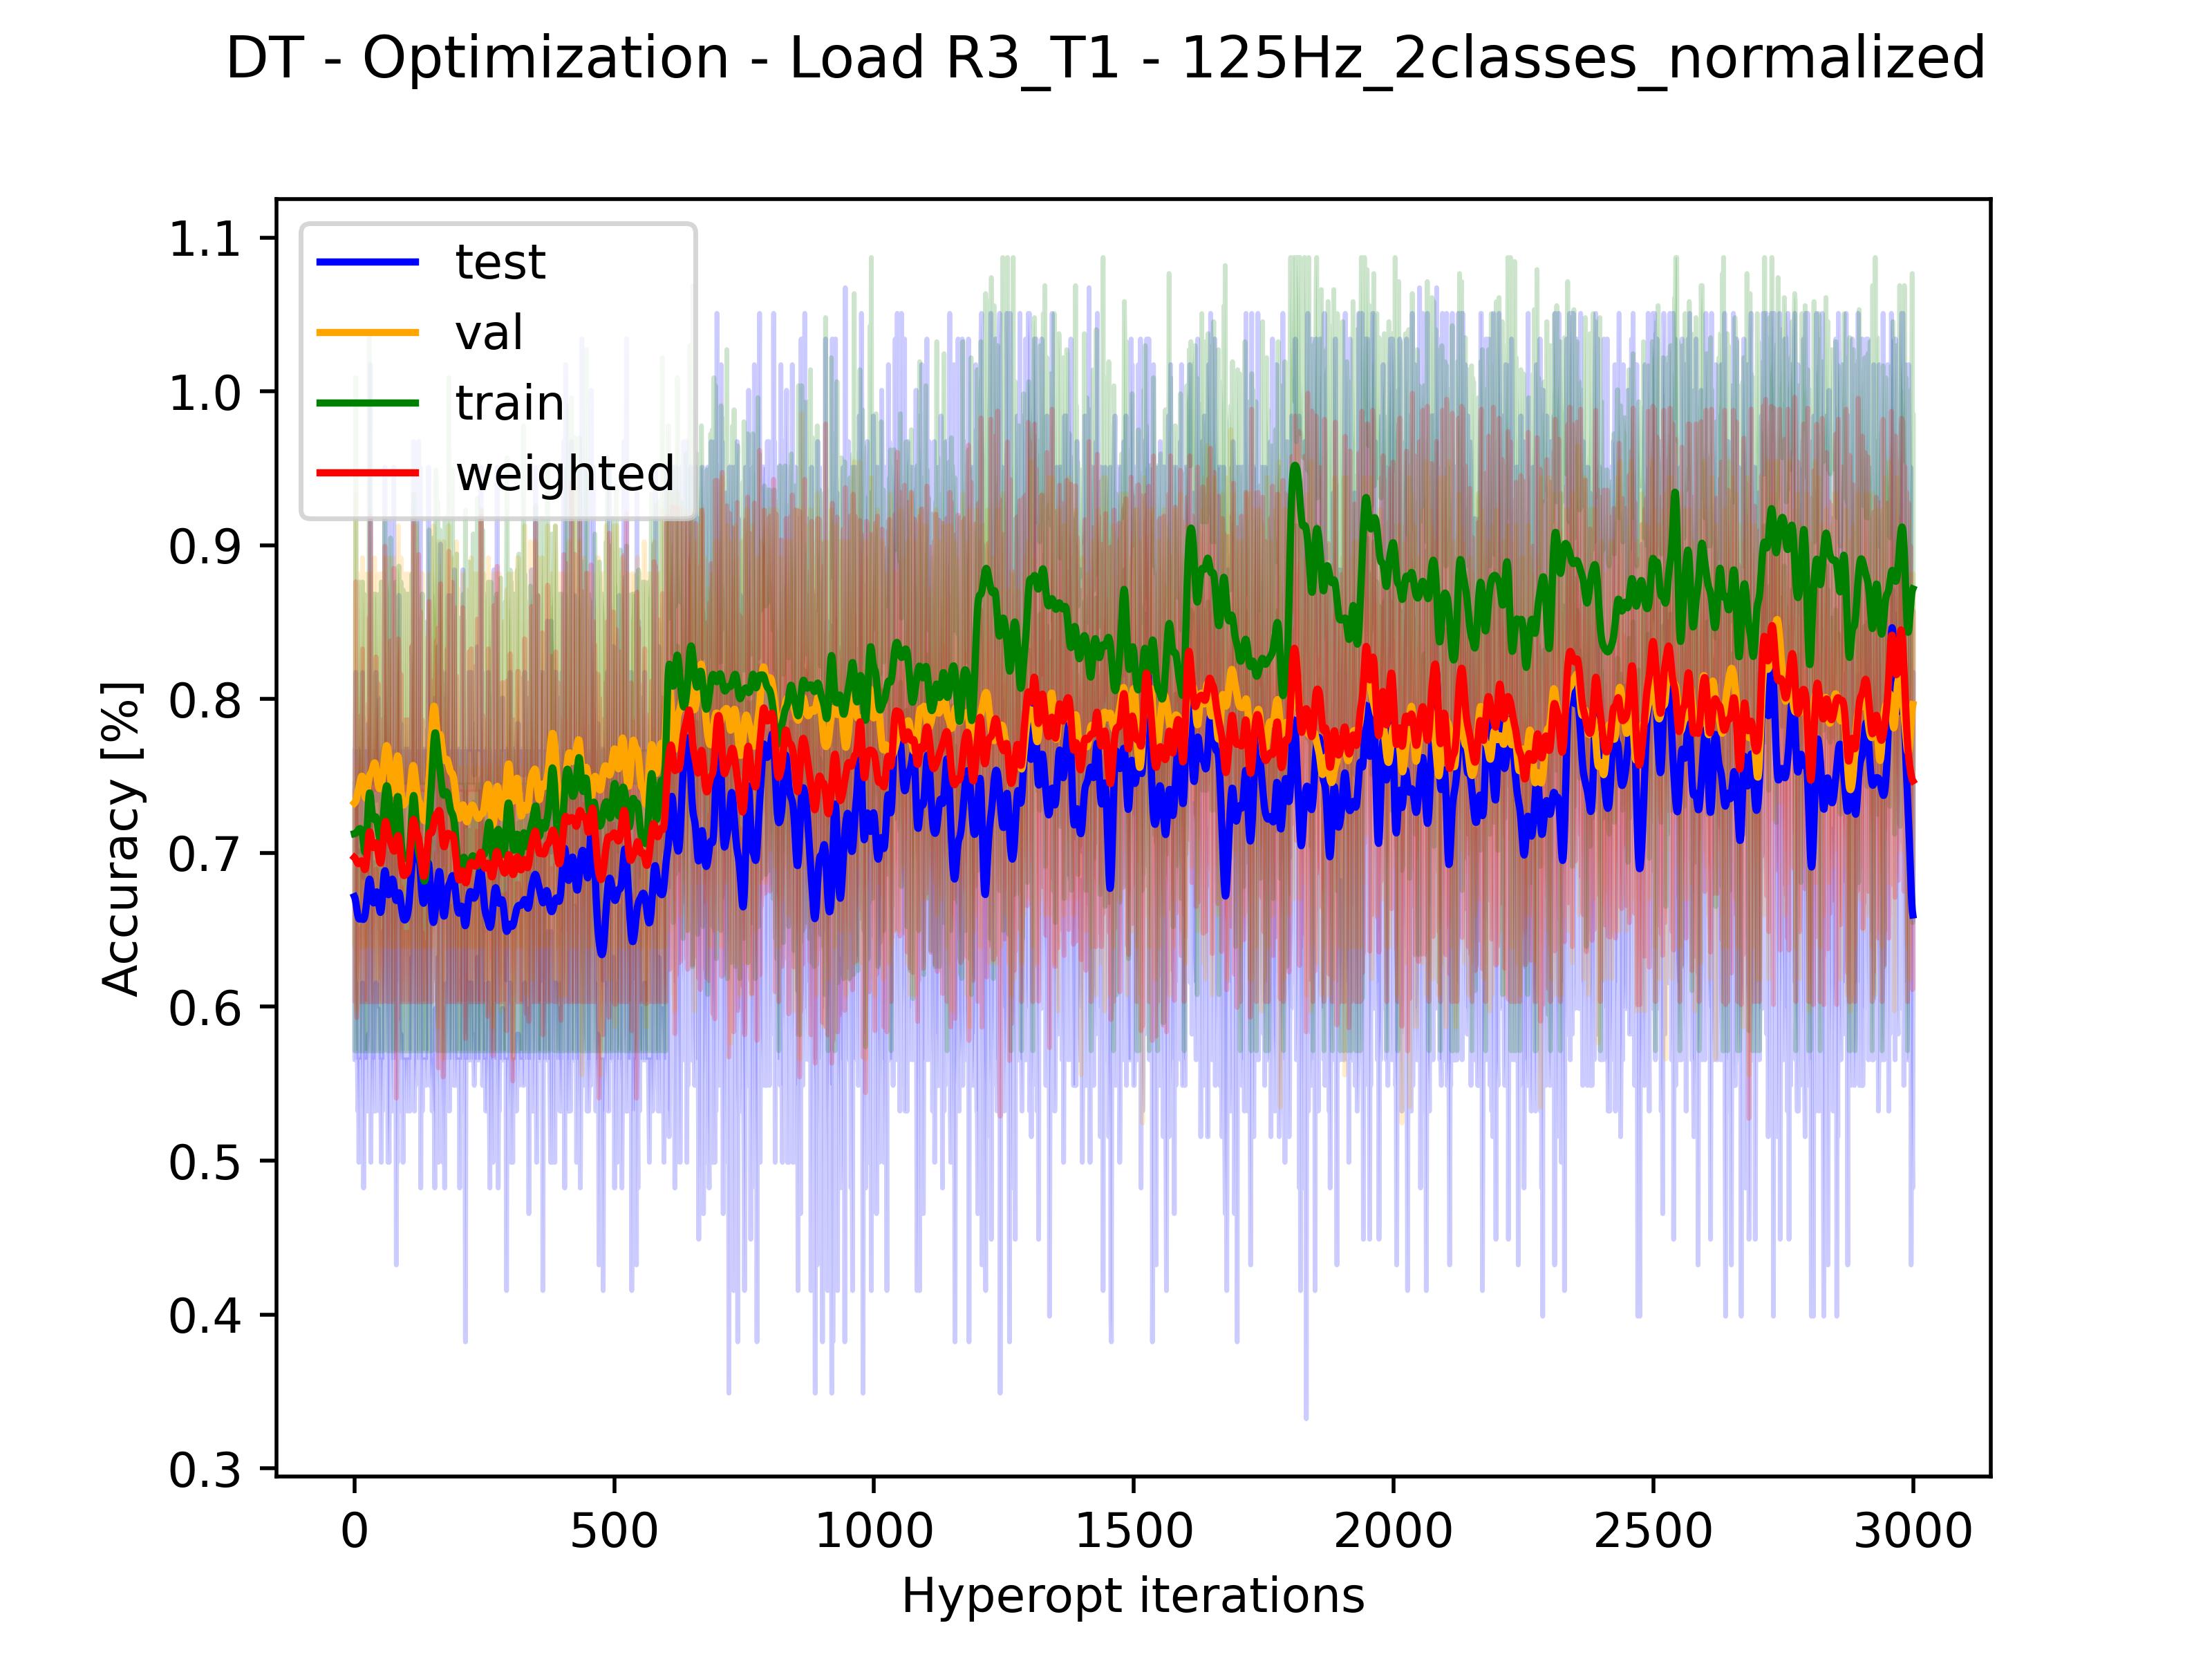 DT - Optimization - Load R3_T1 - 125Hz_2classes_normalized
1.1
1.0
0.9
0.8
0.7
0.6
0.5
0.4
0.3
Accuracy [%]
test
val
train
weighted
0 500 1000 1500 2000 2500 3000
Hyperopt iterations